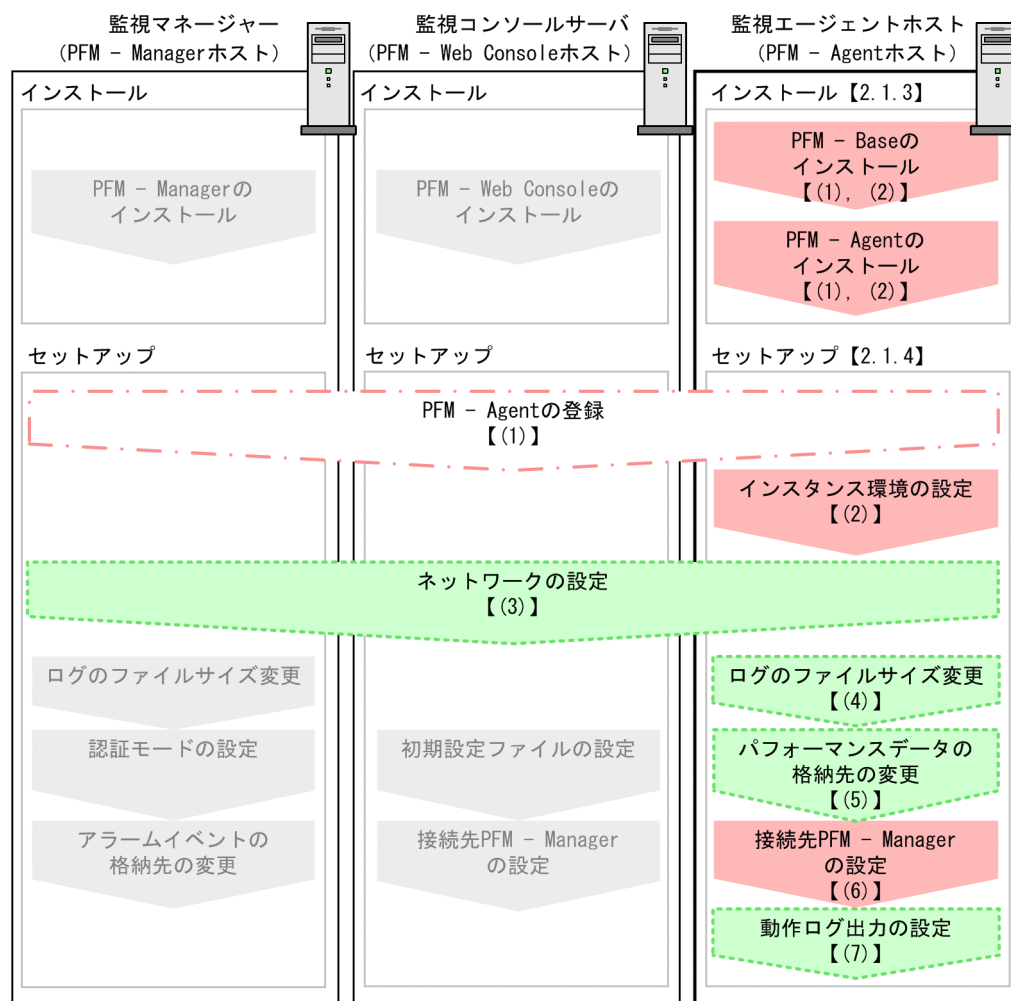 監視マネージャー
(PFM − Managerホスト)
監視コンソールサーバ
(PFM − Web Consoleホスト)
監視エージェントホスト
(PFM − Agentホスト)
インストール
インストール
インストール【2.1.3】
PFM − Managerの
インストール
PFM − Web Consoleの
インストール
PFM − Baseの
インストール
【(1), (2)】
PFM − Agentの
インストール
【(1), (2)】
セットアップ
セットアップ
セットアップ【2.1.4】
PFM − Agentの登録
【(1)】
インスタンス環境の設定
【(2)】
ネットワークの設定
【(3)】
ログのファイルサイズ変更
ログのファイルサイズ変更
【(4)】
認証モードの設定
初期設定ファイルの設定
パフォーマンスデータの
格納先の変更
【(5)】
アラームイベントの
格納先の変更
接続先PFM − Manager
の設定
接続先PFM − Manager
の設定
【(6)】
動作ログ出力の設定
【(7)】